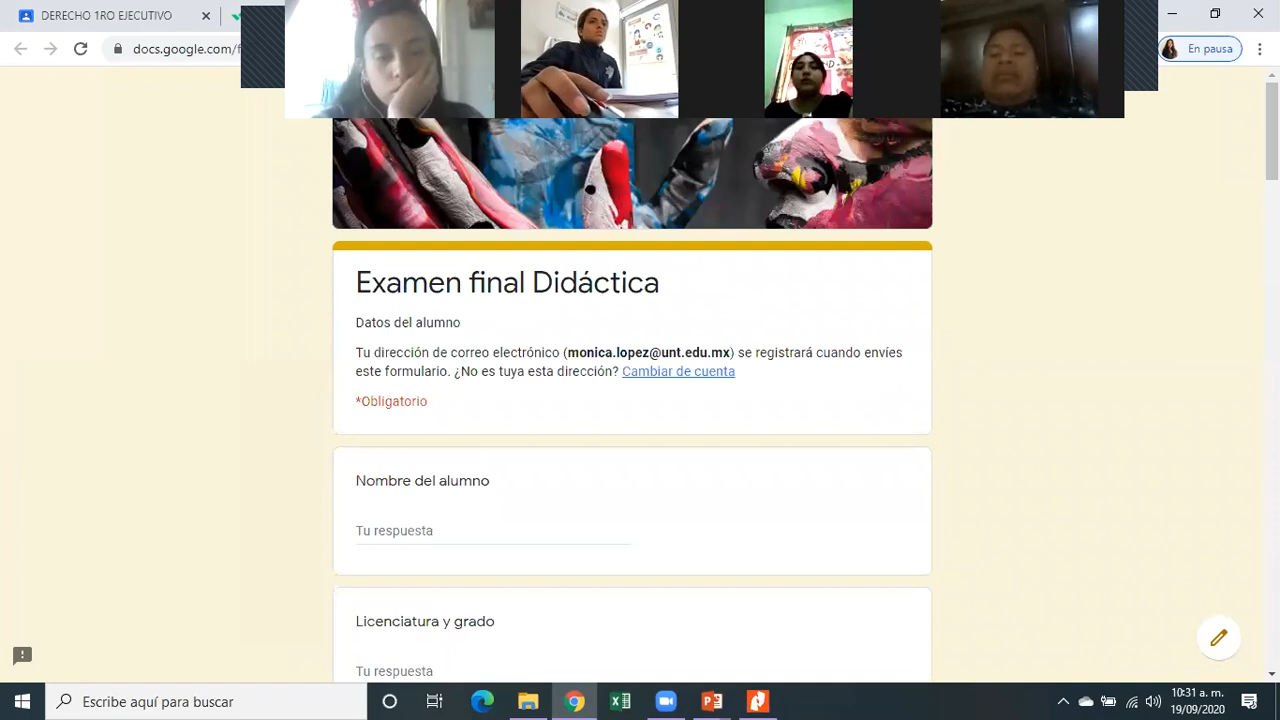 DERECHO 1RO EJECUTIVO
docs.google.com/f
En pausa
Examen final Didáctica
Datos del alumno
Tu dirección de correo electrónico (monica.lopez@unt.edu.mx) se registrará cuando envíes
este formulario. ¿No es tuya esta dirección? Cambiar de cuenta
*Obligatorio
Nombre del alumno
Tu respuesta
Licenciatura y grado
Tu respuesta
Escribe aquí para buscar
10:31 a. m.
19/09/2020